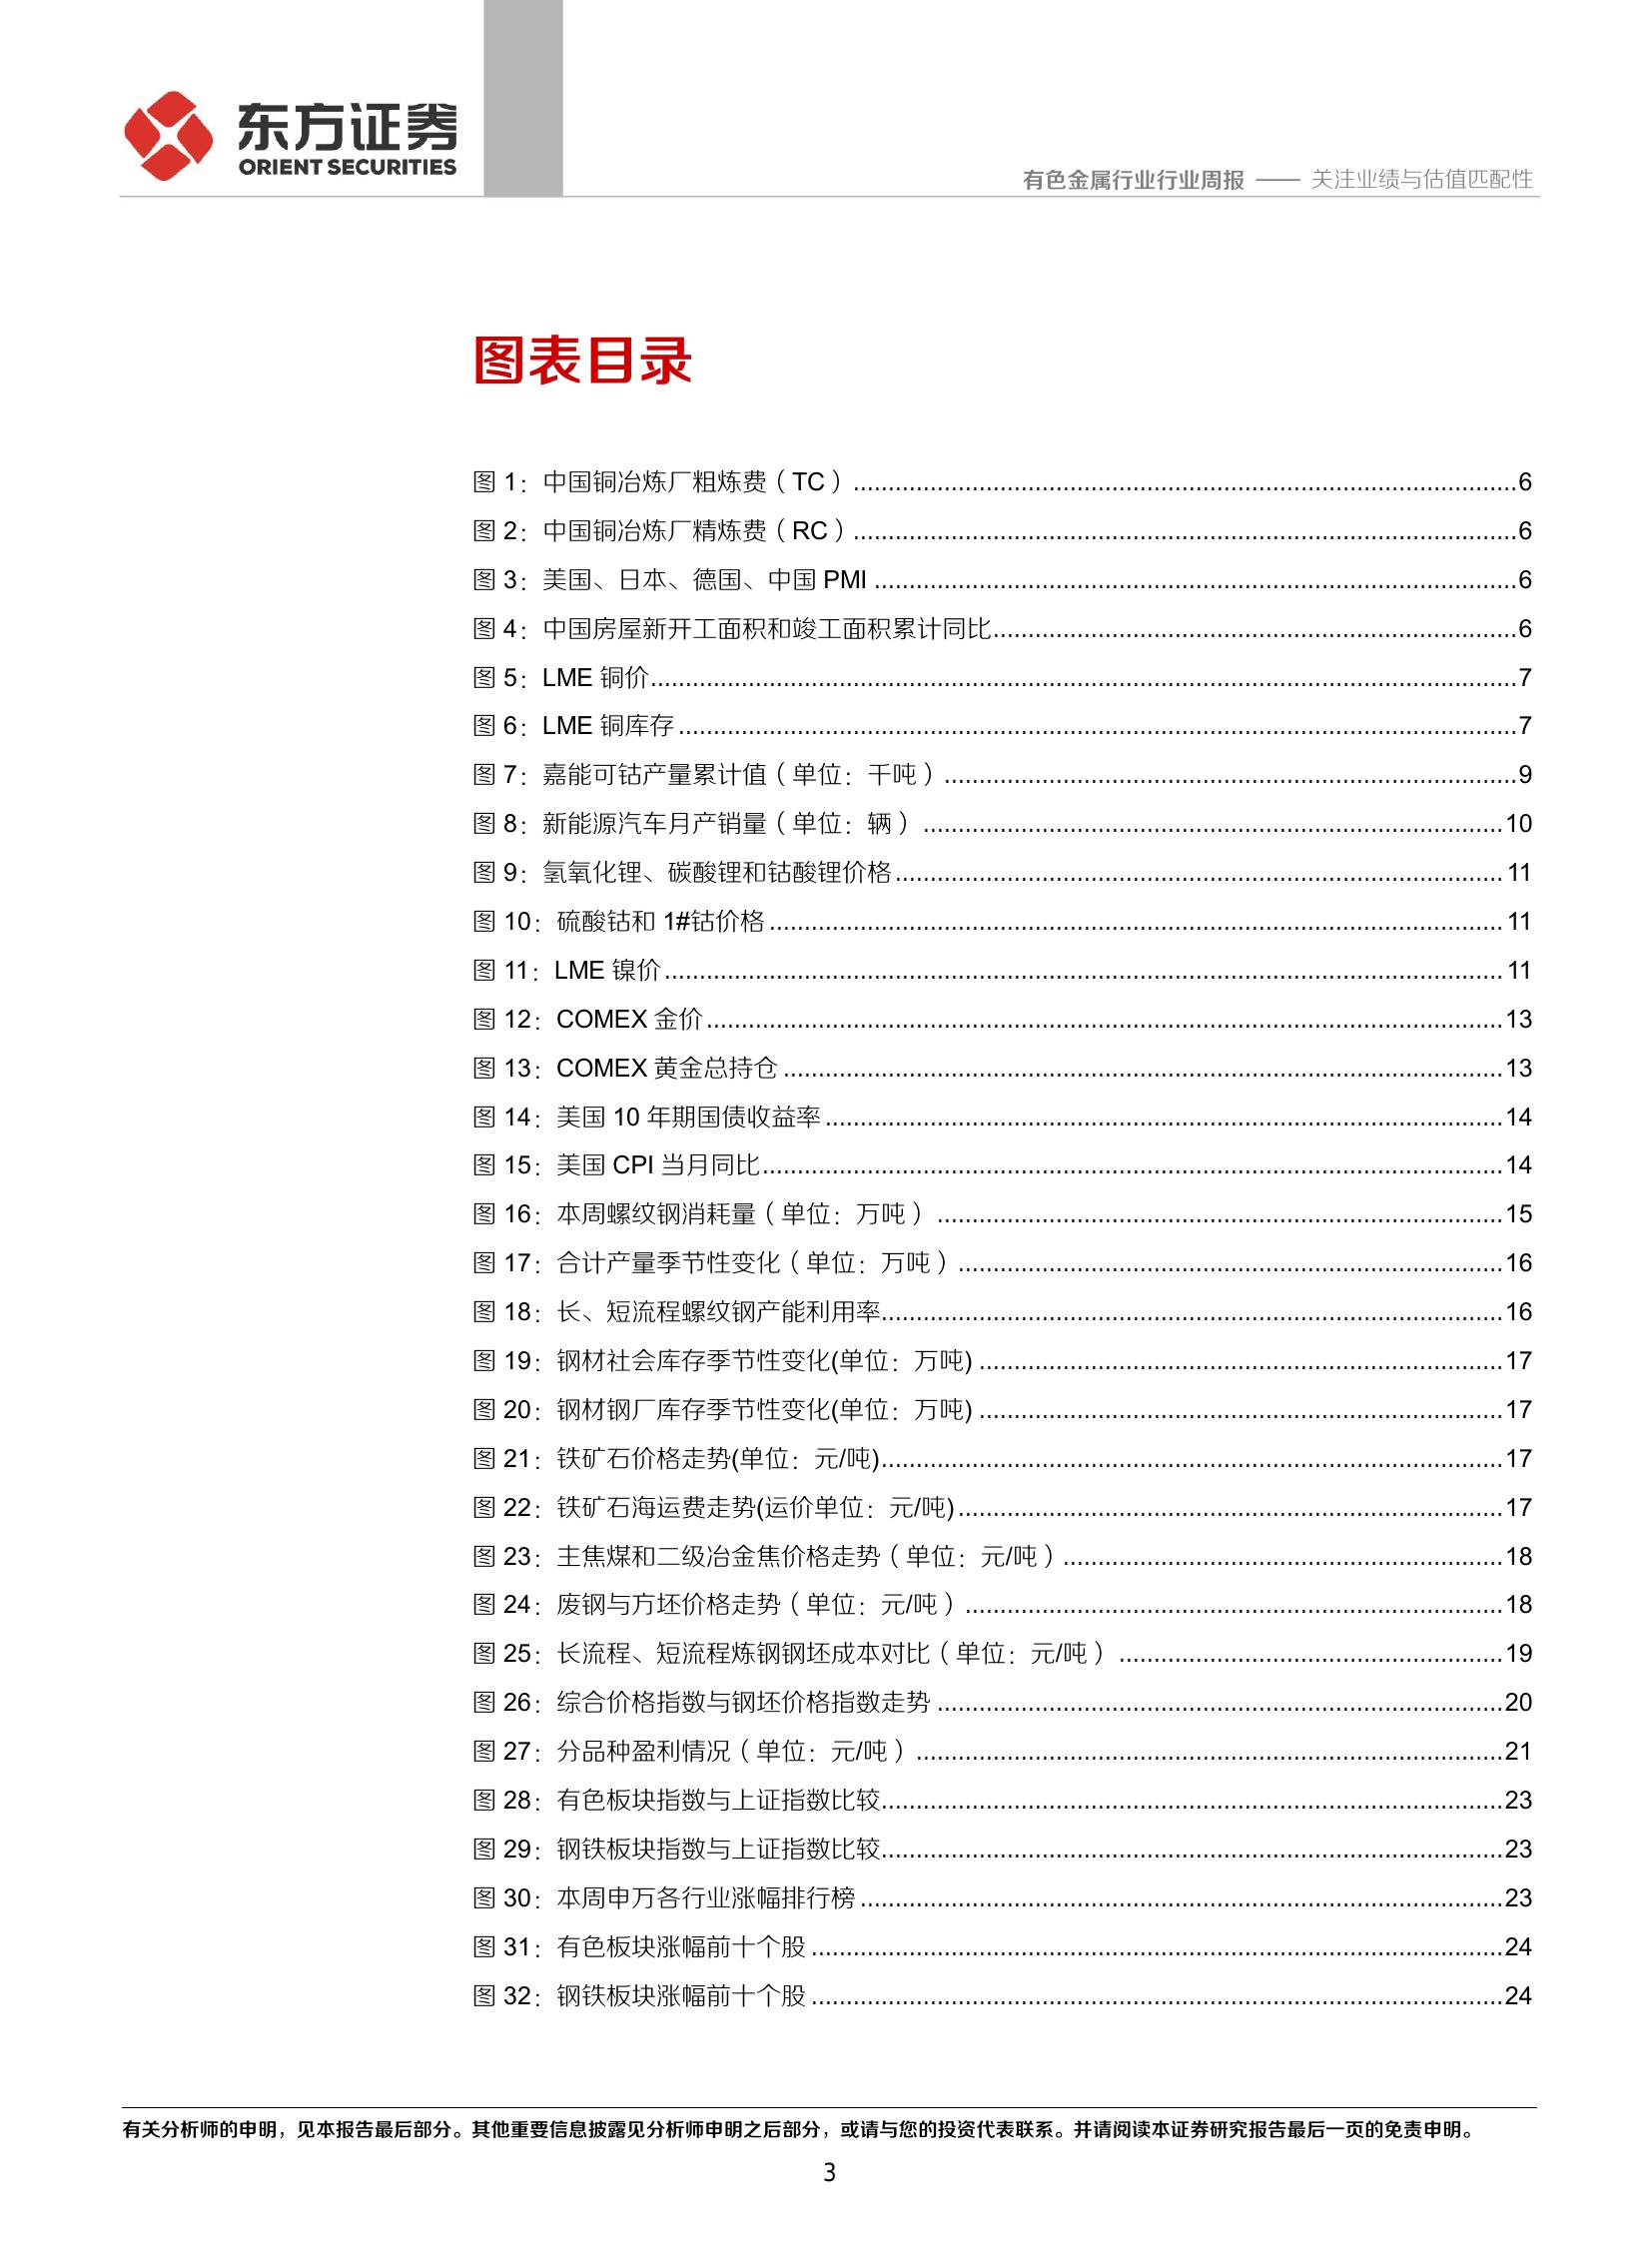 东方证券
ORIENT SECURITIES
有色金属行业行业周报 —— 关注业绩与估值匹配性
图表目录
图 1：中国铜冶炼厂粗炼费（TC）...6
图 2：中国铜冶炼厂精炼费（RC）...6
图 3：美国、日本、德国、中国 PMI ...6
图 4：中国房屋新开工面积和竣工面积累计同比...6
图 5：LME 铜价...7
图 6：LME 铜库存...7
图 7：嘉能可钴产量累计值（单位：千吨）...9
图 8：新能源汽车月产销量（单位：辆）...10
图 9：氢氧化锂、碳酸锂和钴酸锂价格...11
图 10：硫酸钴和 1#钴价格...11
图 11：LME 镍价...11
图 12：COMEX 金价...13
图 13：COMEX 黄金总持仓...13
图 14：美国 10 年期国债收益率...14
图 15：美国 CPI 当月同比...14
图 16：本周螺纹钢消耗量（单位：万吨）...15
图 17：合计产量季节性变化（单位：万吨）...16
图 18：长、短流程螺纹钢产能利用率...16
图 19：钢材社会库存季节性变化(单位：万吨)...17
图 20：钢材钢厂库存季节性变化(单位：万吨)...17
图 21：铁矿石价格走势(单位：元/吨)...17
图 22：铁矿石海运费走势(运价单位：元/吨)...17
图 23：主焦煤和二级冶金焦价格走势（单位：元/吨）...18
图 24：废钢与方坯价格走势（单位：元/吨）...18
图 25：长流程、短流程炼钢钢坯成本对比（单位：元/吨）...19
图 26：综合价格指数与钢坯价格指数走势...20
图 27：分品种盈利情况（单位：元/吨）...21
图 28：有色板块指数与上证指数比较...23
图 29：钢铁板块指数与上证指数比较...23
图 30：本周申万各行业涨幅排行榜...23
图 31：有色板块涨幅前十个股...24
图 32：钢铁板块涨幅前十个股...24
有关分析师的申明，见本报告最后部分。其他重要信息披露见分析师申明之后部分，或请与您的投资代表联系。并请阅读本证券研究报告最后一页的免责申明。
3